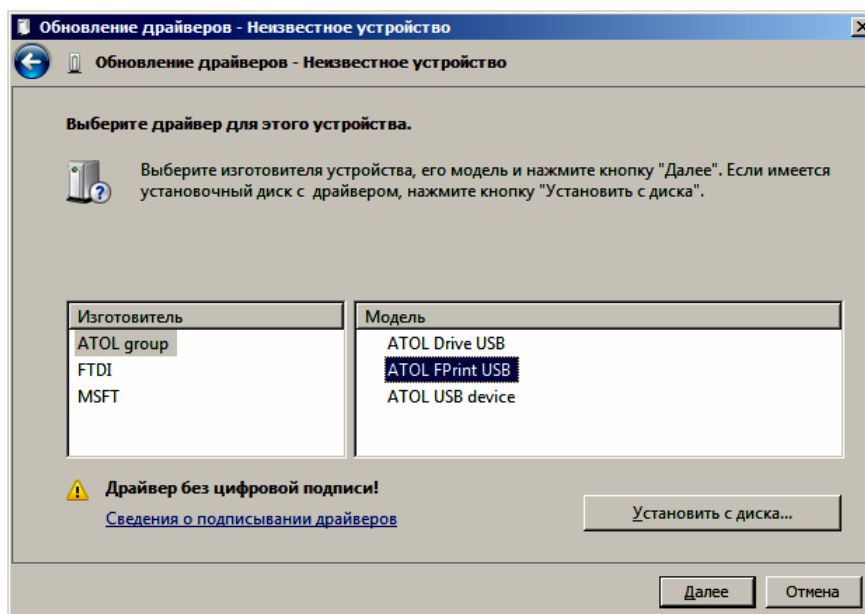 Обновление драйверов - Неизвестное устройство
Обновление драйверов - Неизвестное устройство
Выберите драйвер для этого устройства.
Выберите изготовителя устройства, его модель и нажмите кнопку "Далее". Если имеется
установочный диск с драйвером, нажмите кнопку "Установить с диска".
Изготовитель
ATOL group
FTDI
MSFT
Модель
ATOL Drive USB
ATOL FPrint USB
ATOL USB device
Драйвер без цифровой подписи!
Сведения о подписывании драйверов
Установить с диска...
Далее
Отмена